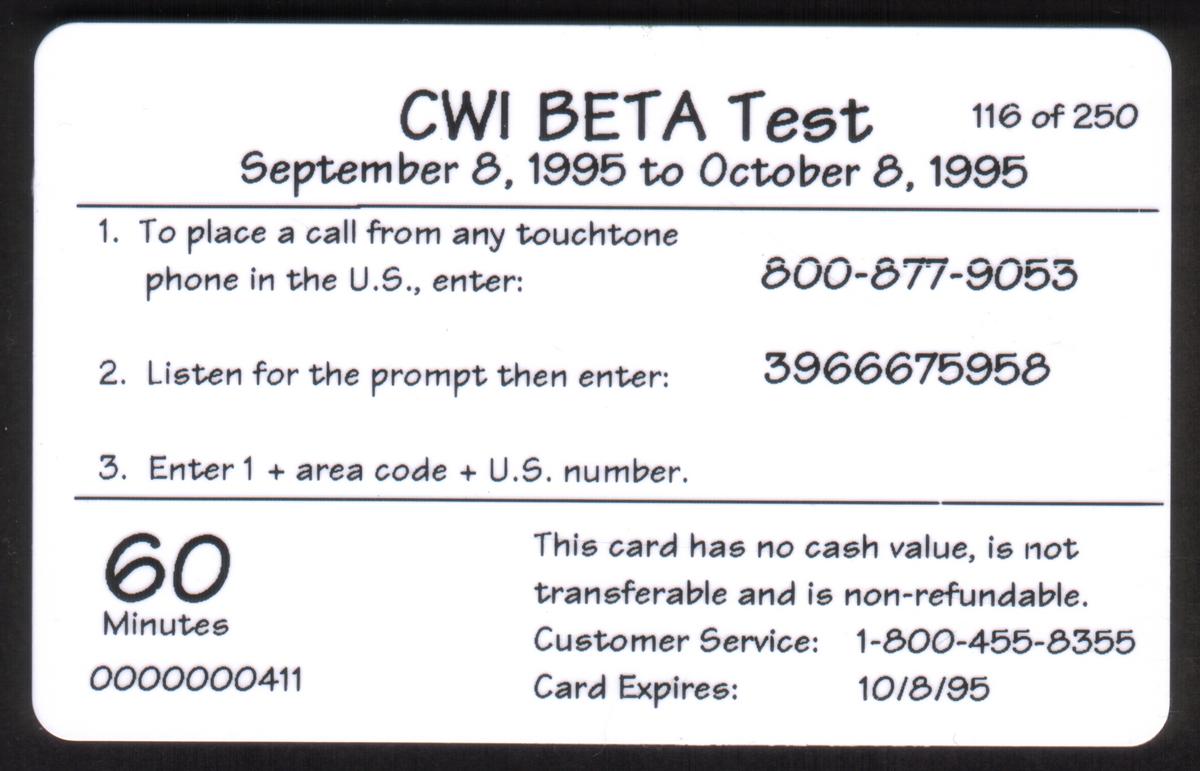 CWI BETA Test
116 of 250
September 8, 1995 to October 8, 1995
1. To place a call from any touchtone
phone in the U.S., enter:
800-877-9053
2. Listen for the prompt then enter:
3966675958
3. Enter 1 + area code + U.S. number.
60
Minutes
0000000411
This card has no cash value, is not
transferable and is non-refundable.
Customer Service: 1-800-455-8355
Card Expires: 10/8/95